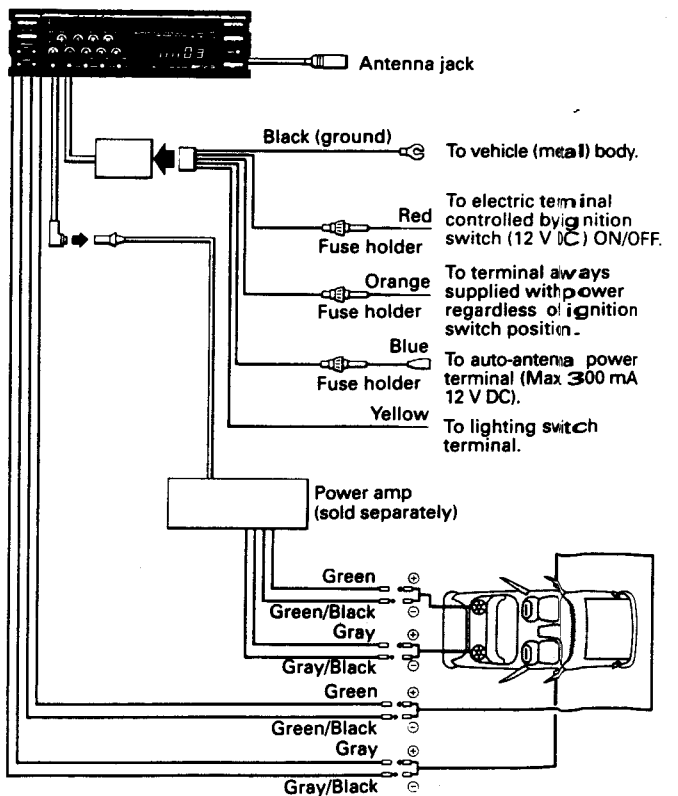 Antenna jack
Black (ground)
To vehicle (metal) body.
Red
Fuse holder
To electric terminal
controlled by ignition
switch (12 V DC) ON/OFF.
Orange
Fuse holder
To terminal always
supplied with power
regardless of ignition
switch position.
Blue
Fuse holder
To auto-antenna power
terminal (Max 300 mA
12 V DC).
Yellow
To lighting switch
terminal.
Power amp
(sold separately)
Green ⊕
Green/Black ⊖
Gray ⊕
Gray/Black ⊖
Green ⊕
Green/Black ⊖
Gray ⊕
Gray/Black ⊖